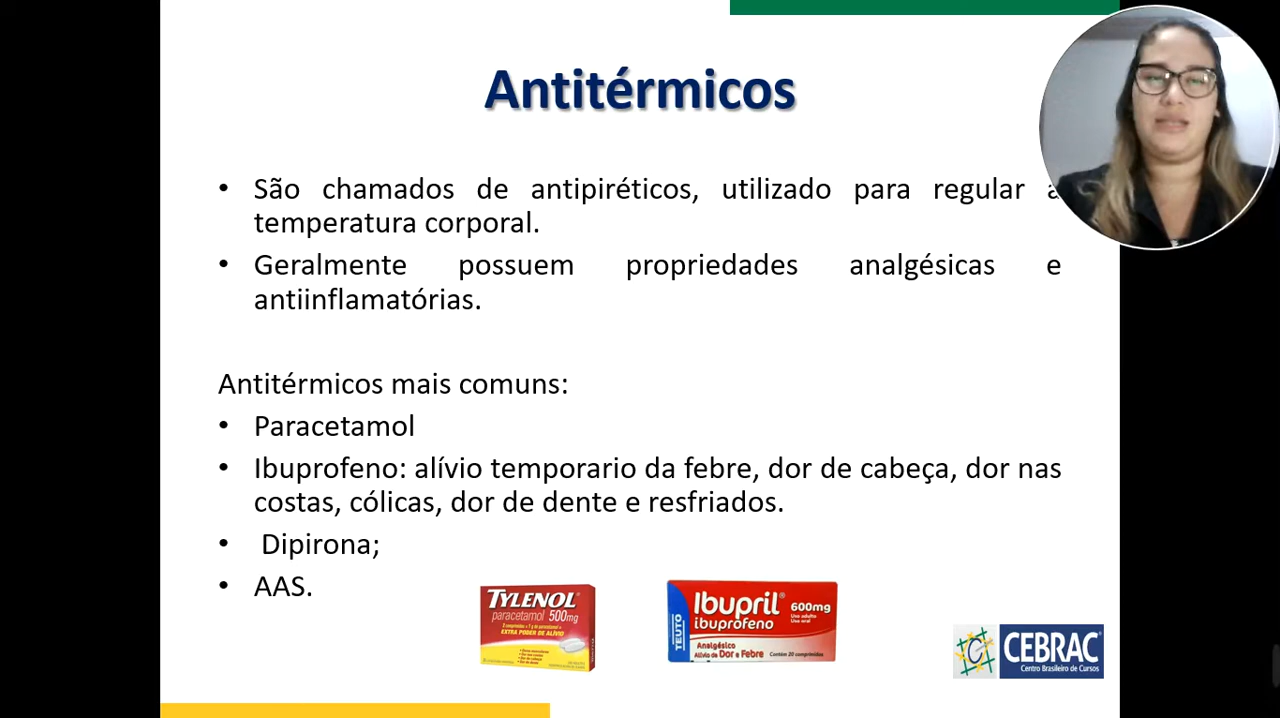 Antitérmicos
• São chamados de antipiréticos, utilizado para regular a
temperatura corporal.
• Geralmente possuem propriedades analgésicas e
antiinflamatórias.
Antitérmicos mais comuns:
• Paracetamol
• Ibuprofeno: alívio temporario da febre, dor de cabeça, dor nas
costas, cólicas, dor de dente e resfriados.
• Dipirona;
• AAS.
TYLENOL®
paracetamol 500mg
EXTRA PODER DE ALÍVIO
TEUTO
Ibupril®
ibuprofeno
600mg
Uso adulto
Uso oral
Analgésico
Alívio da Dor e Febre
Contém 20 comprimidos
C
CEBRAC®
Centro Brasileiro de Cursos